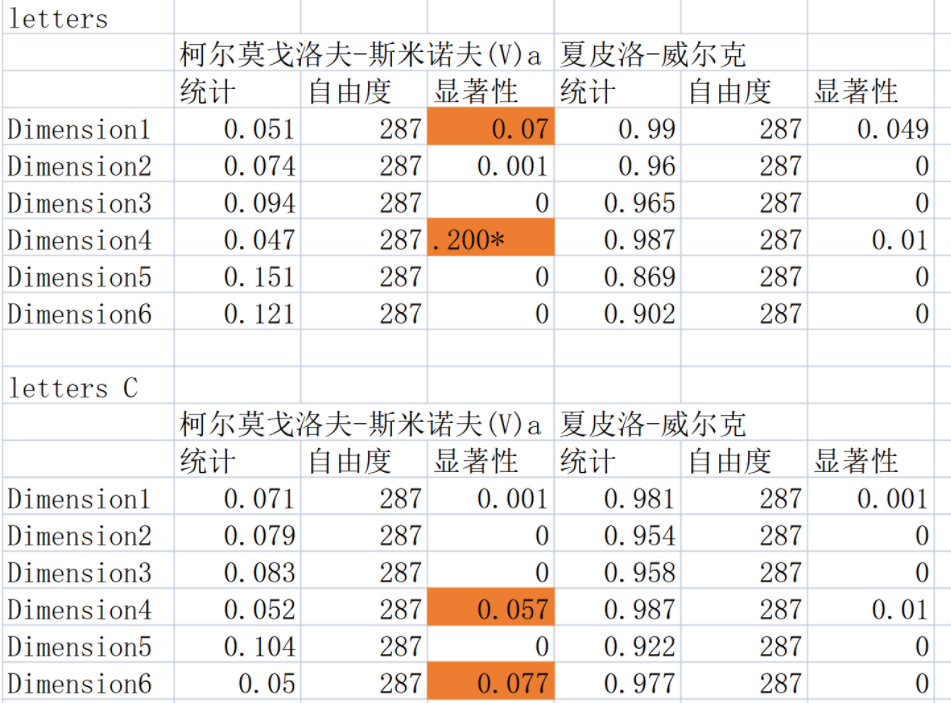 letters
柯尔莫戈洛夫-斯米诺夫(V)a 夏皮洛-威尔克
统计 自由度 显著性 统计 自由度 显著性
Dimension1 0.051 287 0.07 0.99 287 0.049
Dimension2 0.074 287 0.001 0.96 287 0
Dimension3 0.094 287 0 0.965 287 0
Dimension4 0.047 287 .200* 0.987 287 0.01
Dimension5 0.151 287 0 0.869 287 0
Dimension6 0.121 287 0 0.902 287 0
letters C
柯尔莫戈洛夫-斯米诺夫(V)a 夏皮洛-威尔克
统计 自由度 显著性 统计 自由度 显著性
Dimension1 0.071 287 0.001 0.981 287 0.001
Dimension2 0.079 287 0 0.954 287 0
Dimension3 0.083 287 0 0.958 287 0
Dimension4 0.052 287 0.057 0.987 287 0.01
Dimension5 0.104 287 0 0.922 287 0
Dimension6 0.05 287 0.077 0.977 287 0